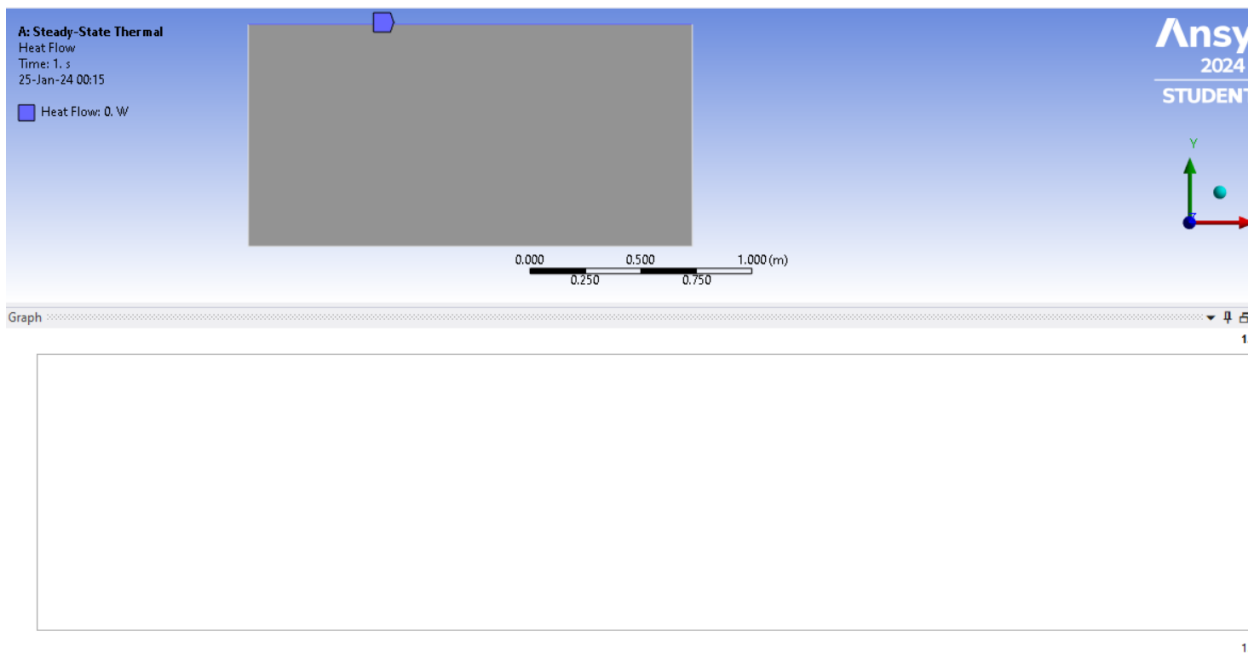 A: Steady-State Thermal
Heat Flow
Time: 1. s
25-Jan-24 00:15
Heat Flow: 0. W
Ansy
2024
STUDENT
Y
Z
0.000 0.500 1.000 (m)
0.250 0.750
Graph
1.
1